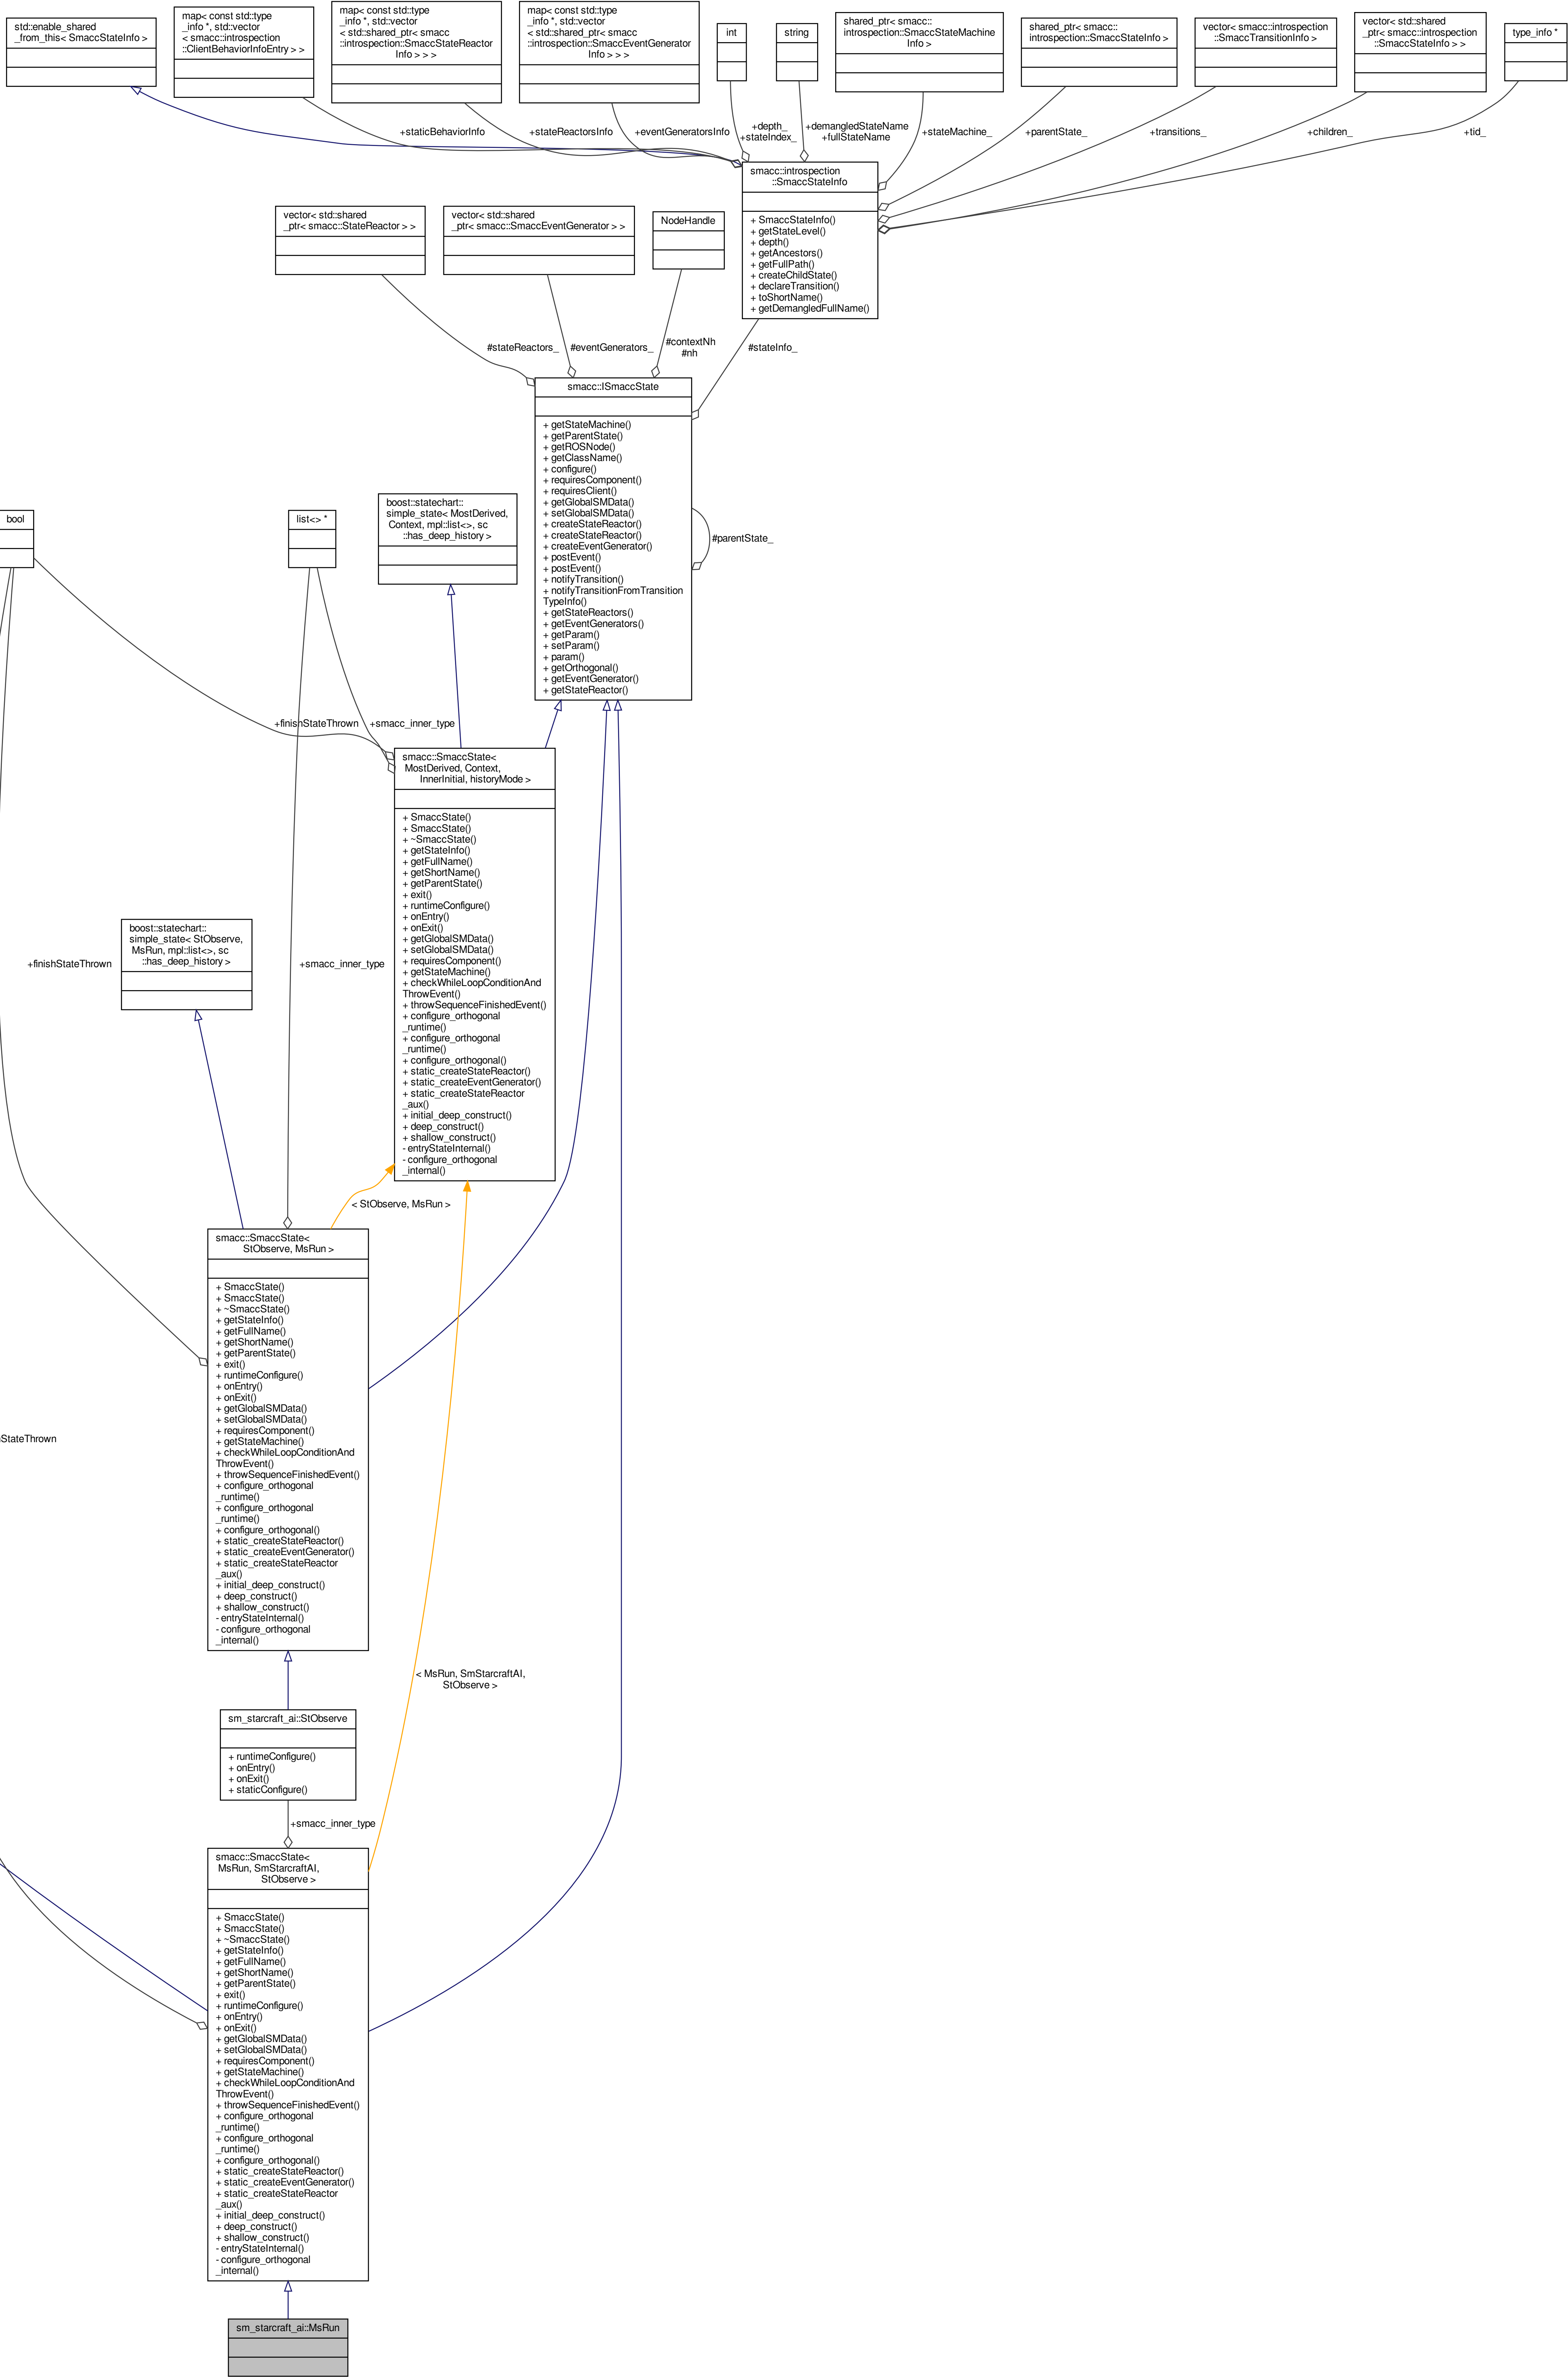 std::enable_shared
_from_this< SmaccStateInfo >
map< const std::type
_info *, std::vector
< smacc::introspection
::ClientBehaviorInfoEntry > >
map< const std::type
_info *, std::vector
< std::shared_ptr< smacc
::introspection::SmaccStateReactor
Info > > >
map< const std::type
_info *, std::vector
< std::shared_ptr< smacc
::introspection::SmaccEventGenerator
Info > > >
int
string
shared_ptr< smacc::
introspection::SmaccStateMachine
Info >
shared_ptr< smacc::
introspection::SmaccStateInfo >
vector< smacc::introspection
::SmaccTransitionInfo >
vector< std::shared
_ptr< smacc::introspection
::SmaccStateInfo > >
type_info *
+staticBehaviorInfo
+stateReactorsInfo
+eventGeneratorsInfo
+depth_
+stateIndex_
+demangledStateName
+fullStateName
+stateMachine_
+parentState_
+transitions_
+children_
+tid_
smacc::introspection
::SmaccStateInfo
+ SmaccStateInfo()
+ getStateLevel()
+ depth()
+ getAncestors()
+ getFullPath()
+ createChildState()
+ declareTransition()
+ toShortName()
+ getDemangledFullName()
vector< std::shared
_ptr< smacc::StateReactor > >
vector< std::shared
_ptr< smacc::SmaccEventGenerator > >
NodeHandle
#stateReactors_
#eventGenerators_
#contextNh
#nh
#stateInfo_
smacc::ISmaccState
+ getStateMachine()
+ getParentState()
+ getROSNode()
+ getClassName()
+ configure()
+ requiresComponent()
+ requiresClient()
+ getGlobalSMData()
+ setGlobalSMData()
+ createStateReactor()
+ createStateReactor()
+ createEventGenerator()
+ postEvent()
+ postEvent()
+ notifyTransition()
+ notifyTransitionFromTransition
TypeInfo()
+ getStateReactors()
+ getEventGenerators()
+ getParam()
+ setParam()
+ param()
+ getOrthogonal()
+ getEventGenerator()
+ getStateReactor()
#parentState_
bool
list<> *
boost::statechart::
simple_state< MostDerived,
Context, mpl::list<>, sc
::has_deep_history >
+finishStateThrown
+smacc_inner_type
smacc::SmaccState<
MostDerived, Context,
InnerInitial, historyMode >
+ SmaccState()
+ SmaccState()
+ ~SmaccState()
+ getStateInfo()
+ getFullName()
+ getShortName()
+ getParentState()
+ exit()
+ runtimeConfigure()
+ onEntry()
+ onExit()
+ getGlobalSMData()
+ setGlobalSMData()
+ requiresComponent()
+ getStateMachine()
+ checkWhileLoopConditionAnd
ThrowEvent()
+ throwSequenceFinishedEvent()
+ configure_orthogonal
_runtime()
+ configure_orthogonal
_runtime()
+ configure_orthogonal()
+ static_createStateReactor()
+ static_createEventGenerator()
+ static_createStateReactor
_aux()
+ initial_deep_construct()
+ deep_construct()
+ shallow_construct()
- entryStateInternal()
- configure_orthogonal
_internal()
boost::statechart::
simple_state< StObserve,
MsRun, mpl::list<>, sc
::has_deep_history >
+finishStateThrown
+smacc_inner_type
< StObserve, MsRun >
smacc::SmaccState<
StObserve, MsRun >
+ SmaccState()
+ SmaccState()
+ ~SmaccState()
+ getStateInfo()
+ getFullName()
+ getShortName()
+ getParentState()
+ exit()
+ runtimeConfigure()
+ onEntry()
+ onExit()
+ getGlobalSMData()
+ setGlobalSMData()
+ requiresComponent()
+ getStateMachine()
+ checkWhileLoopConditionAnd
ThrowEvent()
+ throwSequenceFinishedEvent()
+ configure_orthogonal
_runtime()
+ configure_orthogonal
_runtime()
+ configure_orthogonal()
+ static_createStateReactor()
+ static_createEventGenerator()
+ static_createStateReactor
_aux()
+ initial_deep_construct()
+ deep_construct()
+ shallow_construct()
- entryStateInternal()
- configure_orthogonal
_internal()
StateThrown
< MsRun, SmStarcraftAI,
StObserve >
sm_starcraft_ai::StObserve
+ runtimeConfigure()
+ onEntry()
+ onExit()
+ staticConfigure()
+smacc_inner_type
smacc::SmaccState<
MsRun, SmStarcraftAI,
StObserve >
+ SmaccState()
+ SmaccState()
+ ~SmaccState()
+ getStateInfo()
+ getFullName()
+ getShortName()
+ getParentState()
+ exit()
+ runtimeConfigure()
+ onEntry()
+ onExit()
+ getGlobalSMData()
+ setGlobalSMData()
+ requiresComponent()
+ getStateMachine()
+ checkWhileLoopConditionAnd
ThrowEvent()
+ throwSequenceFinishedEvent()
+ configure_orthogonal
_runtime()
+ configure_orthogonal
_runtime()
+ configure_orthogonal()
+ static_createStateReactor()
+ static_createEventGenerator()
+ static_createStateReactor
_aux()
+ initial_deep_construct()
+ deep_construct()
+ shallow_construct()
- entryStateInternal()
- configure_orthogonal
_internal()
sm_starcraft_ai::MsRun